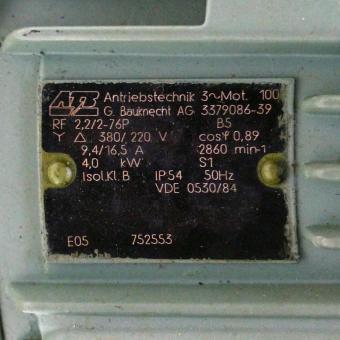 ATB Antriebstechnik 3~Mot. 100
G. Bauknecht AG 3379086-39
RF 2,2/2-76P B5
Y △ 380/220 V cosφ 0,89
9,4/16,5 A 2860 min-1
4,0 kW S1
Isol.Kl. B IP54 50Hz
VDE 0530/84
E05 752553